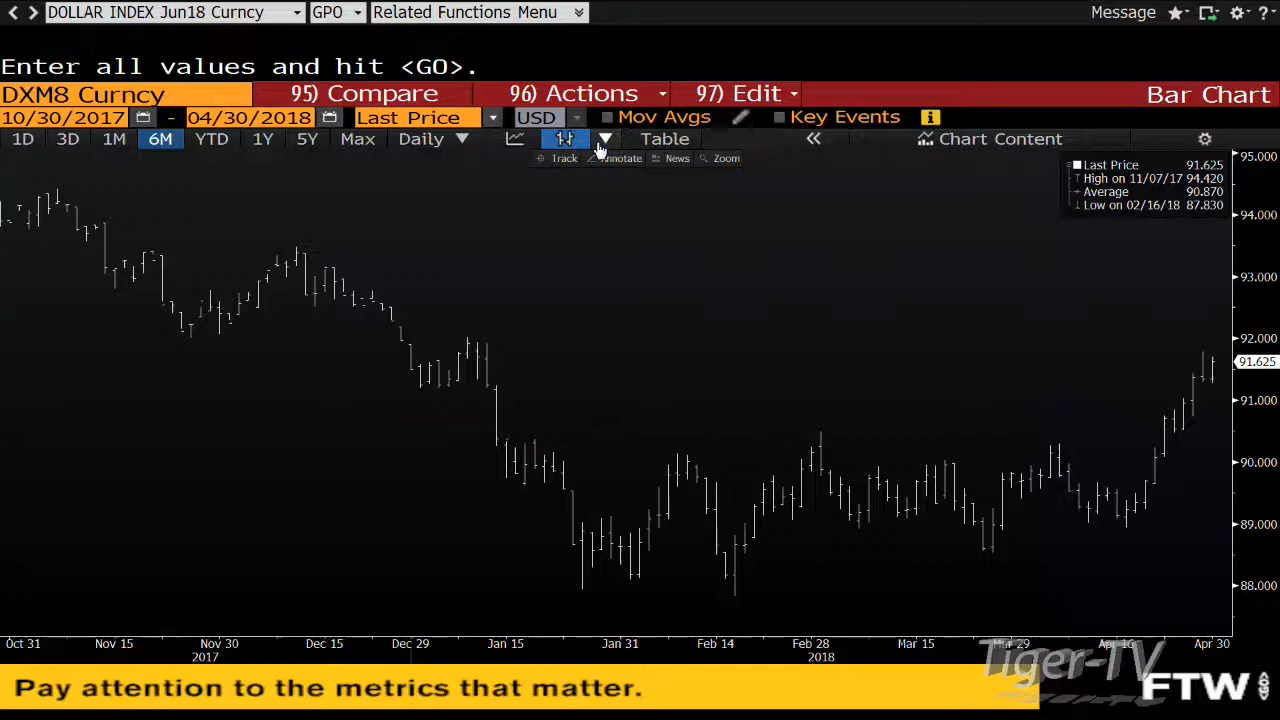 DOLLAR INDEX Jun18 Curncy GPO Related Functions Menu Message ?
Enter all values and hit <GO>.
DXM8 Curncy 95) Compare 96) Actions 97) Edit Bar Chart
10/30/2017 - 04/30/2018 Last Price USD Mov Avgs Key Events
1D 3D 1M 6M YTD 1Y 5Y Max Daily Table Chart Content
Track Annotate News Zoom
Last Price 91.625
High on 11/07/17 94.420
Average 90.870
Low on 02/16/18 87.830
95.000
94.000
93.000
92.000
91.625
91.000
90.000
89.000
88.000
Oct 31 Nov 15 Nov 30 Dec 15 Dec 29 Jan 15 Jan 31 Feb 14 Feb 28 Mar 15 Mar 29 Apr 16 Apr 30
2017 2018
Tiger-TV
Pay attention to the metrics that matter. FTW